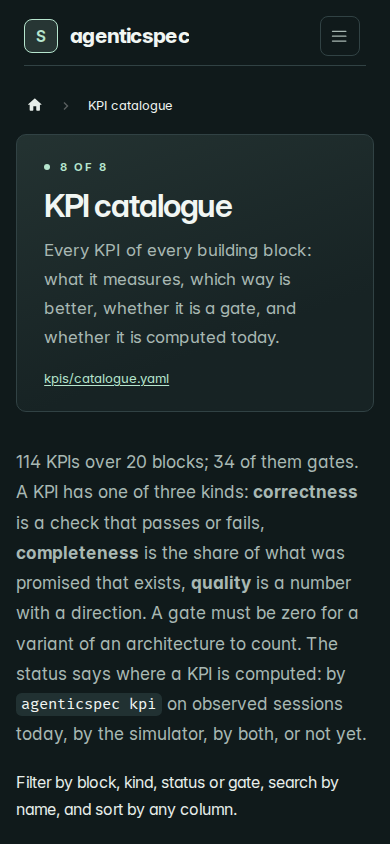 S agenticspec
KPI catalogue
8 OF 8
KPI catalogue
Every KPI of every building block:
what it measures, which way is
better, whether it is a gate, and
whether it is computed today.
kpis/catalogue.yaml
114 KPIs over 20 blocks; 34 of them gates.
A KPI has one of three kinds: correctness
is a check that passes or fails,
completeness is the share of what was
promised that exists, quality is a number
with a direction. A gate must be zero for a
variant of an architecture to count. The
status says where a KPI is computed: by
agenticspec kpi on observed sessions
today, by the simulator, by both, or not yet.
Filter by block, kind, status or gate, search by
name, and sort by any column.